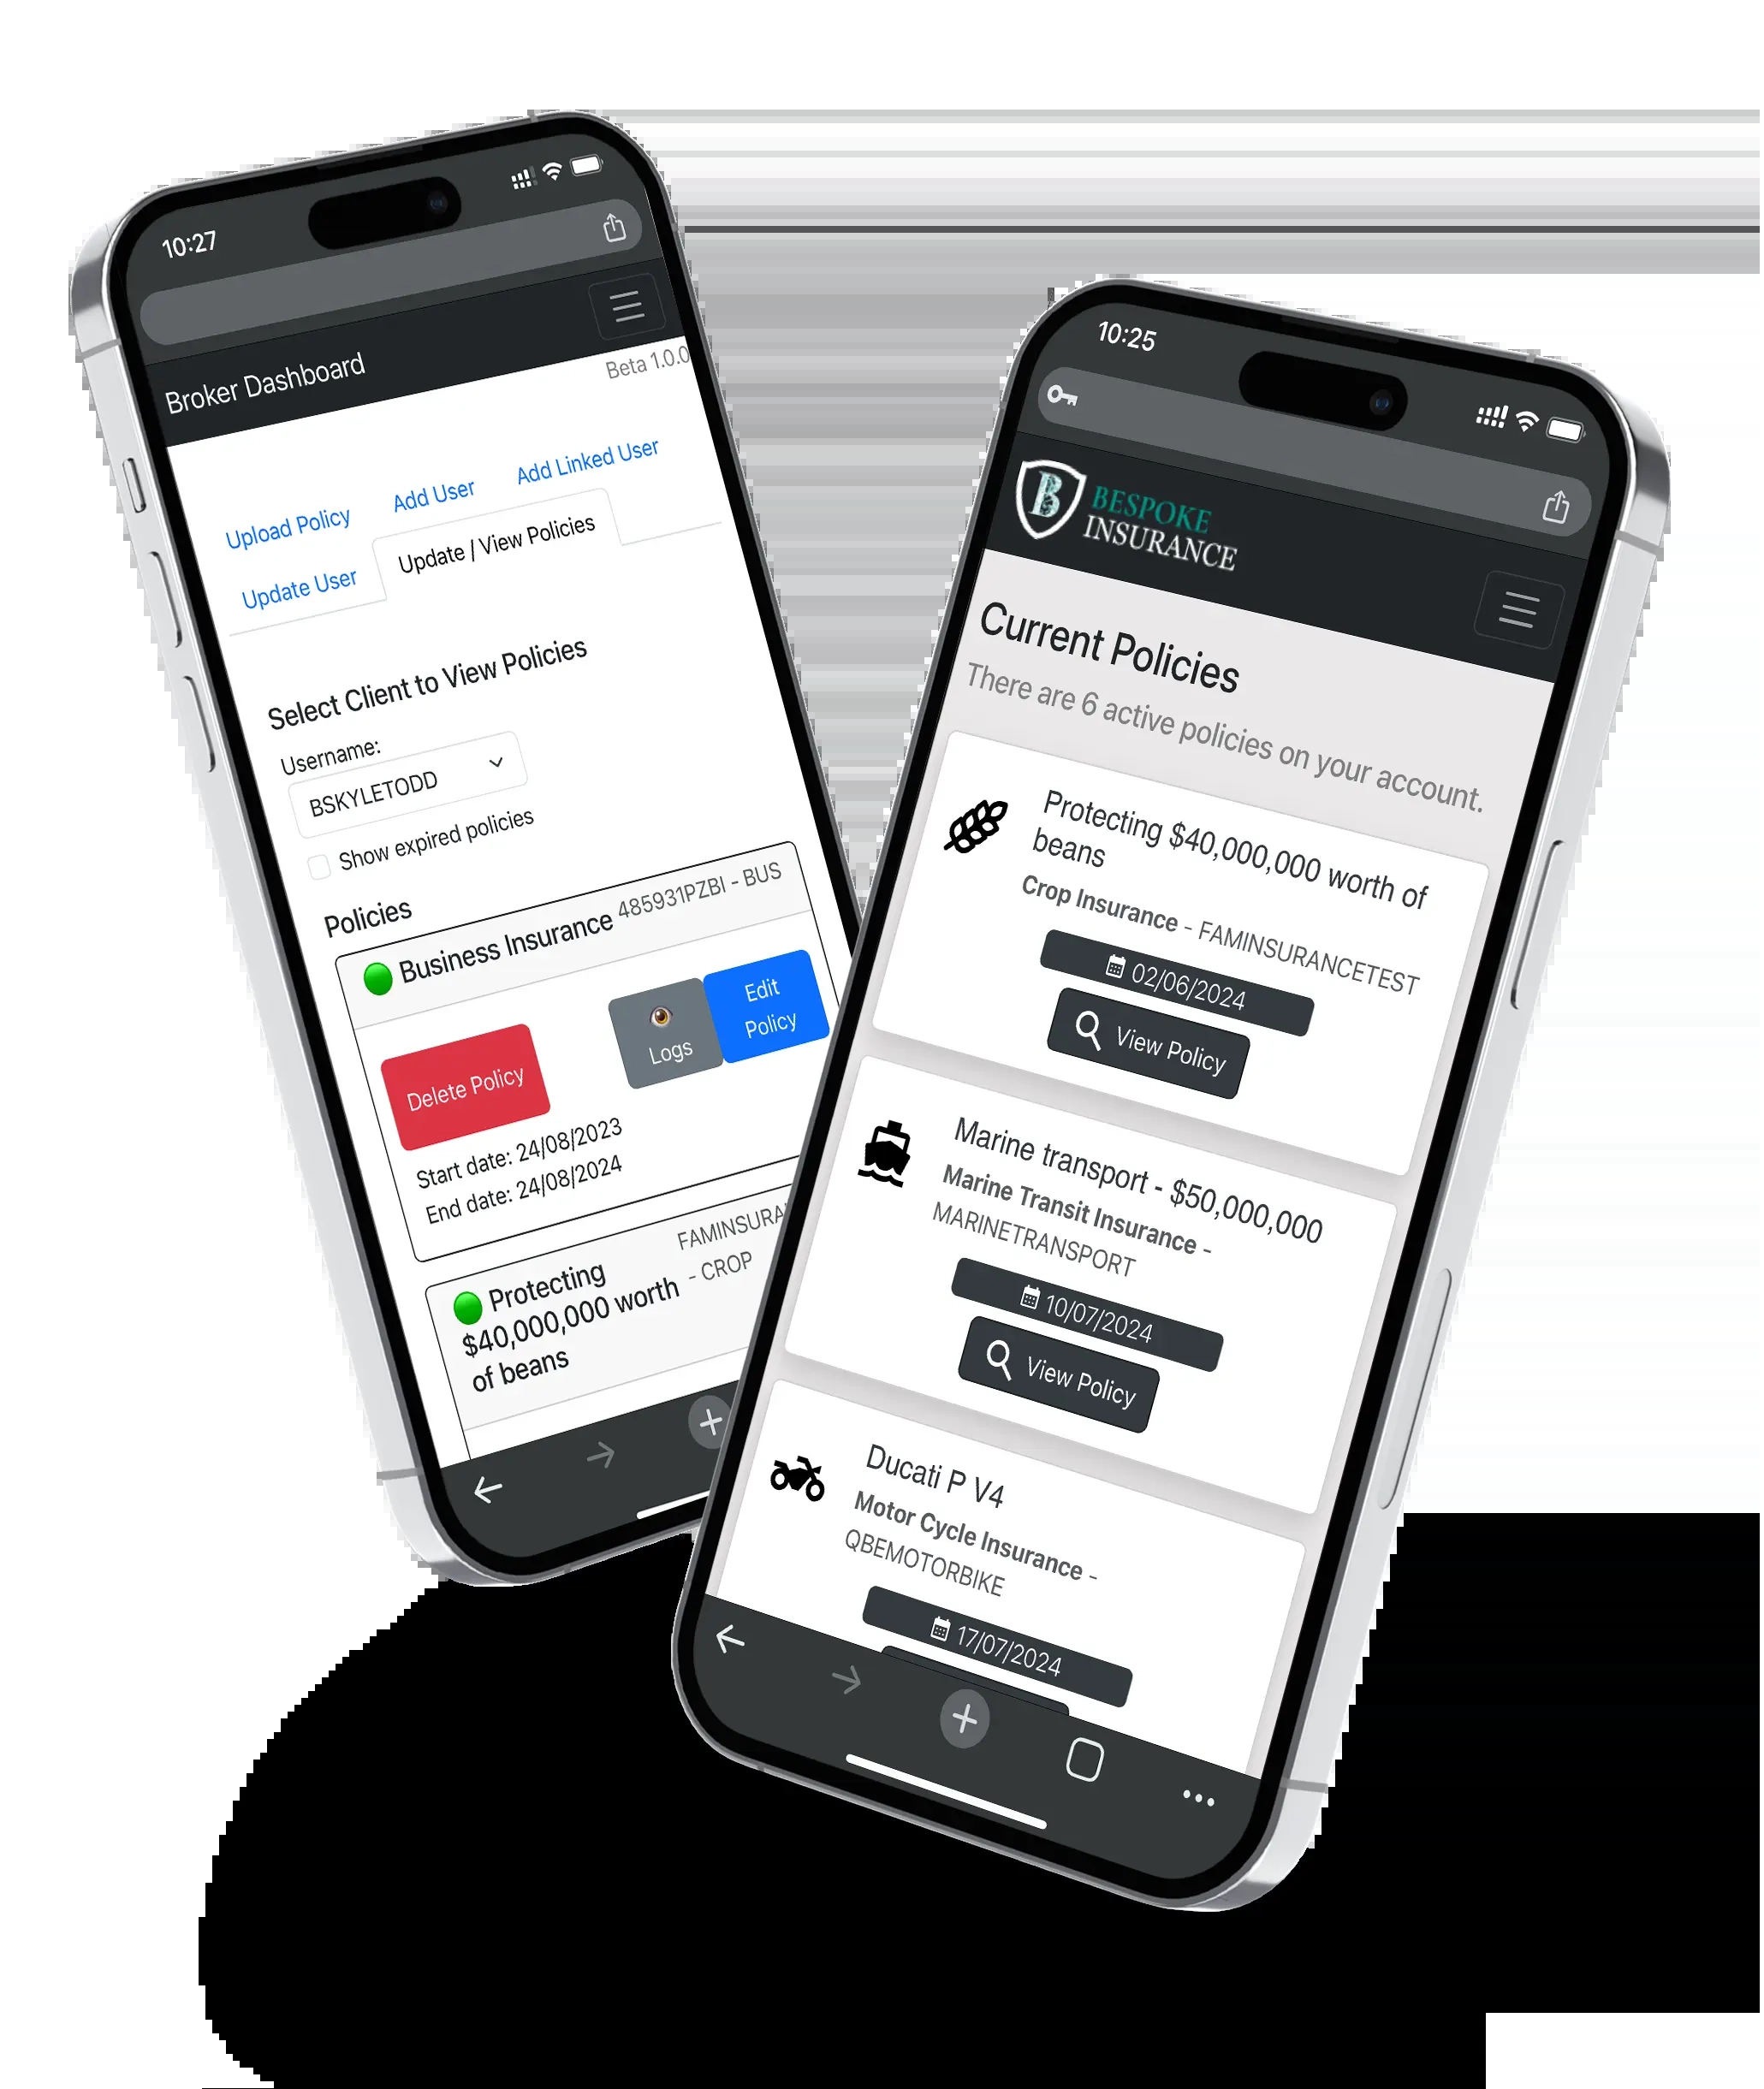 10:27
Broker Dashboard
Beta 1.0.0
Upload Policy
Add User
Add Linked User
Update User
Update / View Policies
Select Client to View Policies
Username:
BSKYLETODD
Show expired policies
Policies
Business Insurance
485931PZBI - BUS
Delete Policy
Logs
Edit
Policy
Start date: 24/08/2023
End date: 24/08/2024
Protecting
$40,000,000 worth
of beans
- CROP
10:25
B
BESPOKE
INSURANCE
Current Policies
There are 6 active policies on your account.
Protecting $40,000,000 worth of
beans
Crop Insurance - FAMINSURANCETEST
02/06/2024
View Policy
Marine transport - $50,000,000
Marine Transit Insurance -
MARINETRANSPORT
10/07/2024
View Policy
Ducati P V4
Motor Cycle Insurance -
QBEMOTORBIKE
17/07/2024